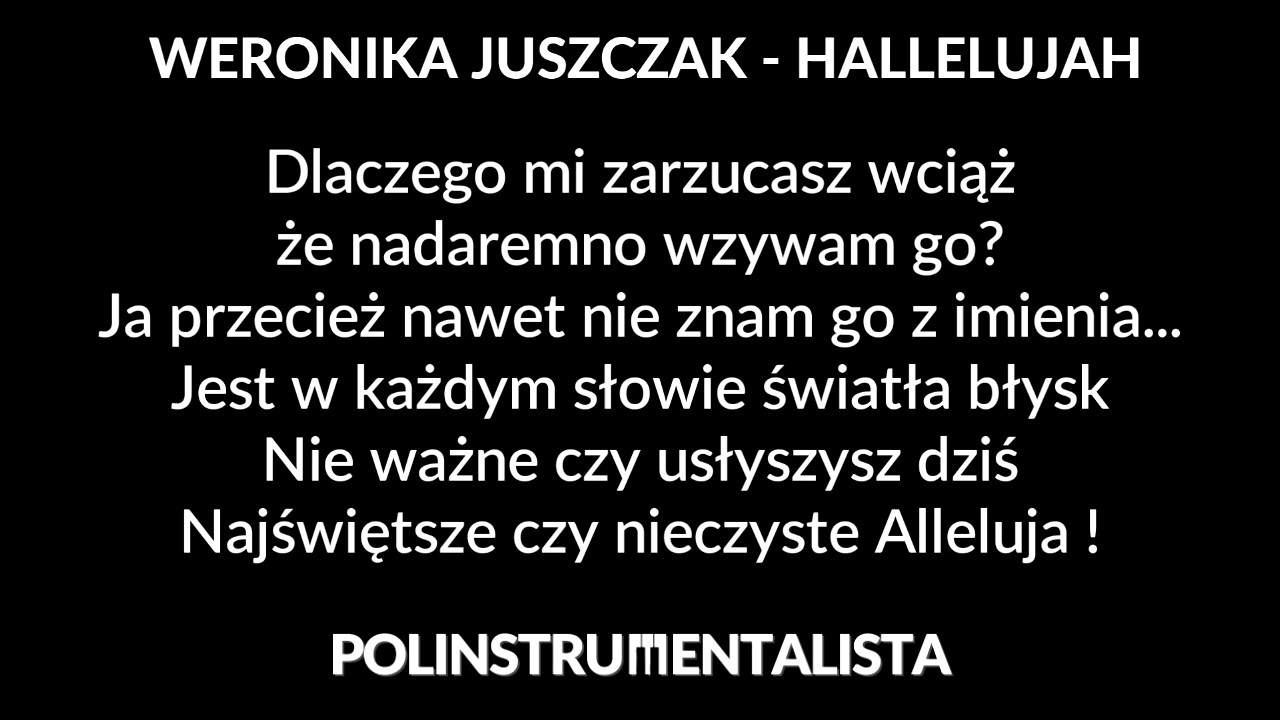 WERONIKA JUSZCZAK - HALLELUJAH
Dlaczego mi zarzucasz wciąż
że nadaremno wzywam go?
Ja przecież nawet nie znam go z imienia...
Jest w każdym słowie światła błysk
Nie ważne czy usłyszysz dziś
Najświętsze czy nieczyste Alleluja !
POLINSTRUMENTALISTA